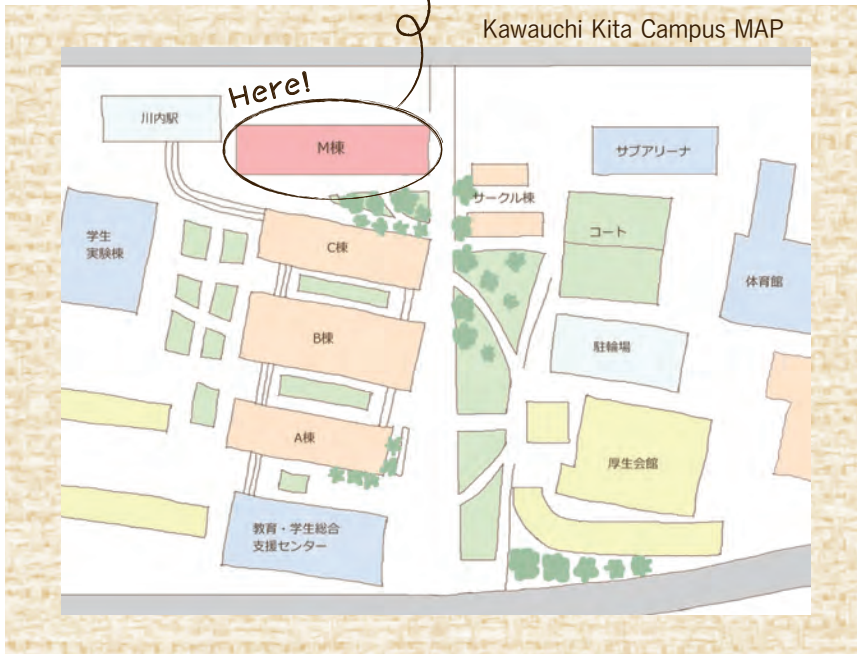 Kawauchi Kita Campus MAP
Here!
川内駅
M棟
サブアリーナ
サークル棟
学生
実験棟
C棟
コート
体育館
B棟
駐輪場
A棟
厚生会館
教育・学生総合
支援センター